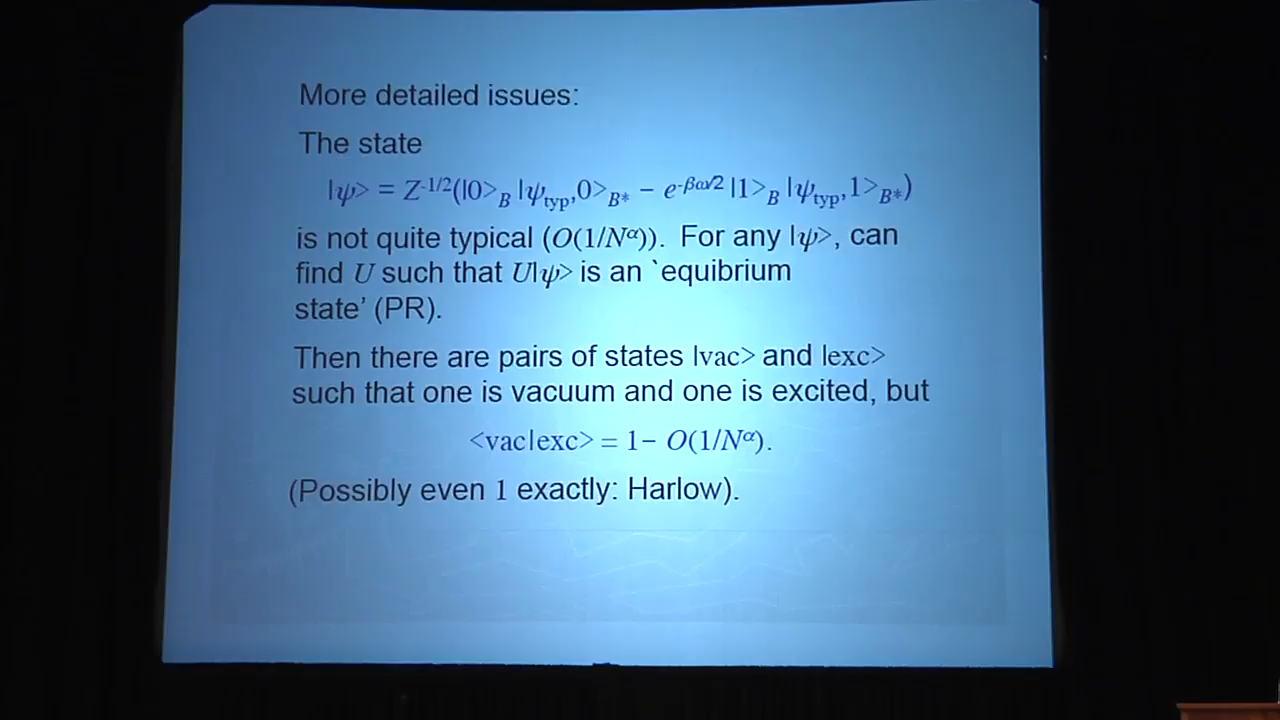 More detailed issues:
The state
|ψ> = Z^{-1/2}(|0>_B |ψ_typ,0>_{B*} − e^{-βω/2} |1>_B |ψ_typ,1>_{B*})
is not quite typical (O(1/N^α)). For any |ψ>, can
find U such that U|ψ> is an `equibrium
state’ (PR).
Then there are pairs of states |vac> and |exc>
such that one is vacuum and one is excited, but
<vac|exc> = 1− O(1/N^α).
(Possibly even 1 exactly: Harlow).